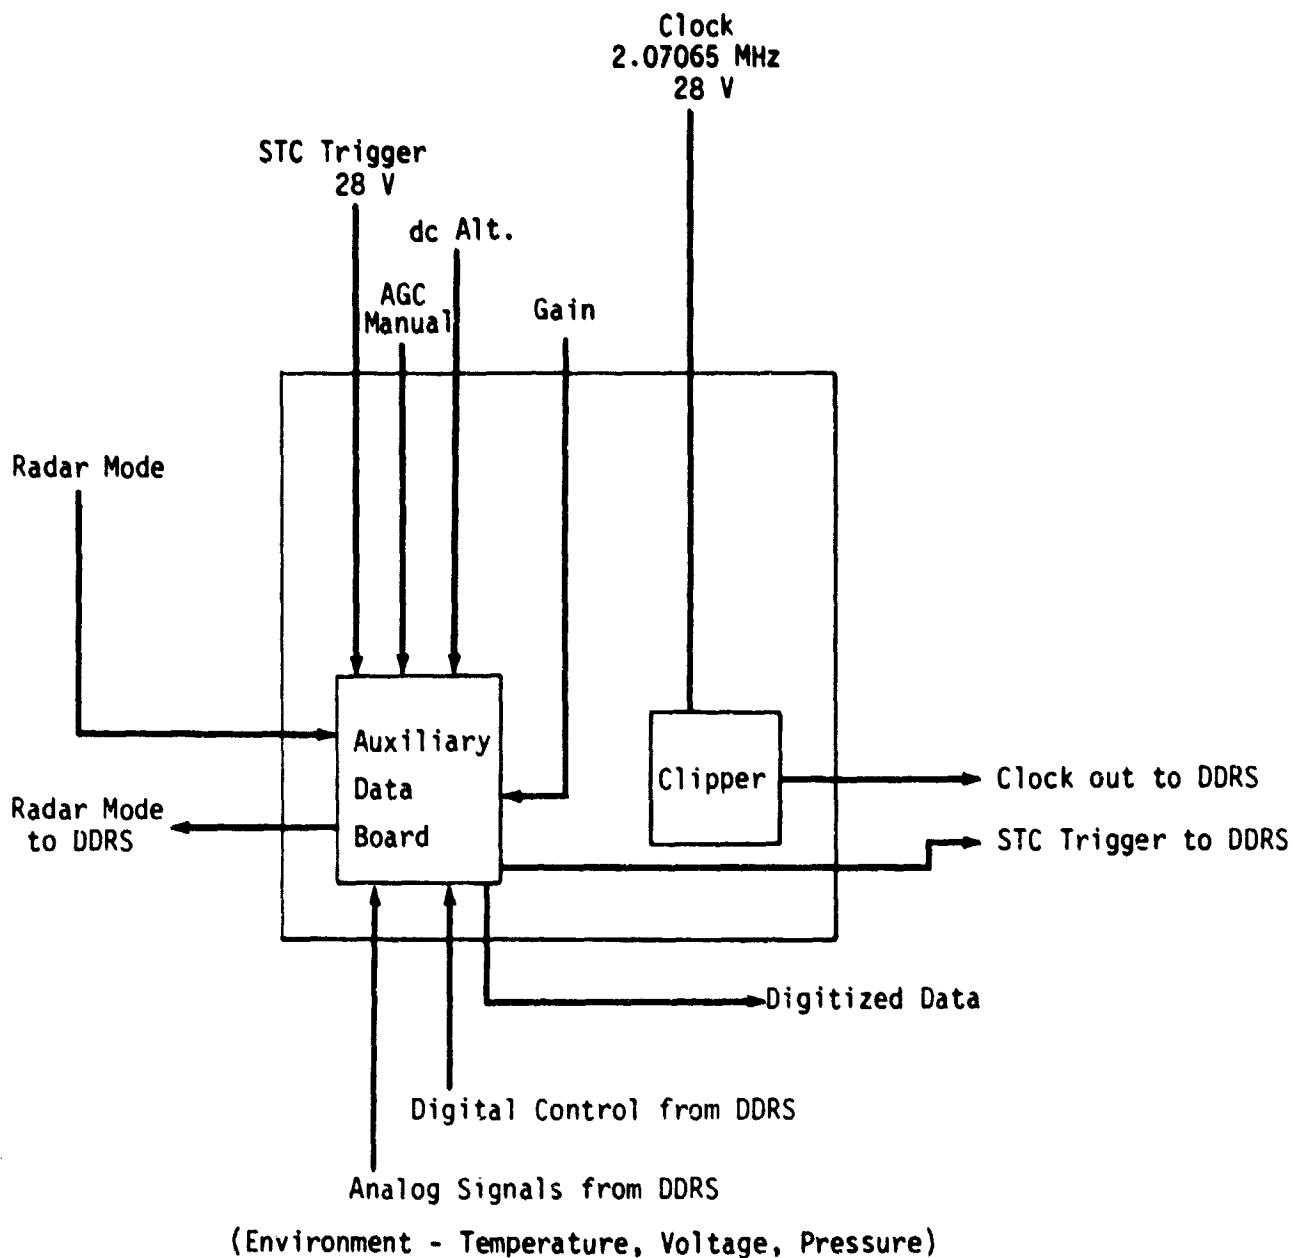 Clock
2.07065 MHz
28 V
STC Trigger
28 V
dc Alt.
AGC
Manual
Gain
Radar Mode
Auxiliary
Data
Board
Clipper
Clock out to DDRS
Radar Mode
to DDRS
STC Trigger to DDRS
Digitized Data
Digital Control from DDRS
Analog Signals from DDRS
(Environment - Temperature, Voltage, Pressure)